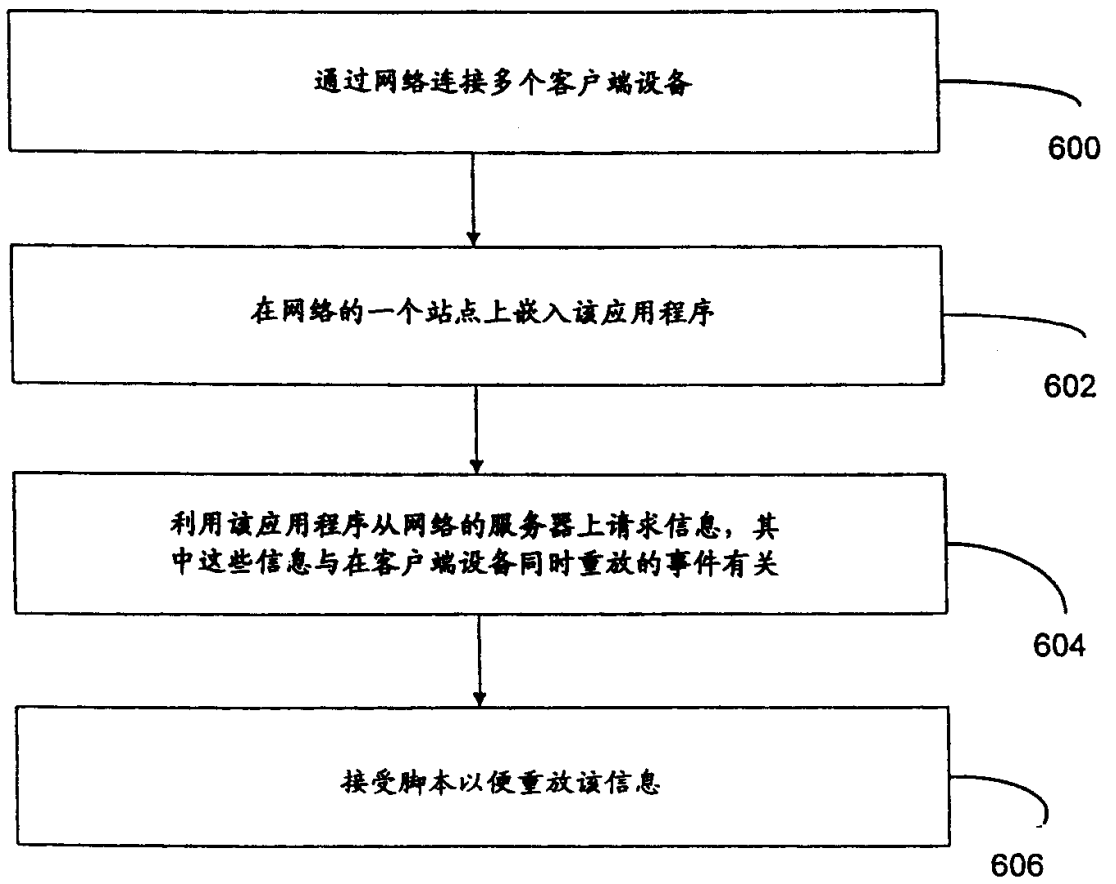 通过网络连接多个客户端设备
600
在网络的一个站点上嵌入该应用程序
602
利用该应用程序从网络的服务器上请求信息，其
中这些信息与在客户端设备同时重放的事件有关
604
接受脚本以便重放该信息
606